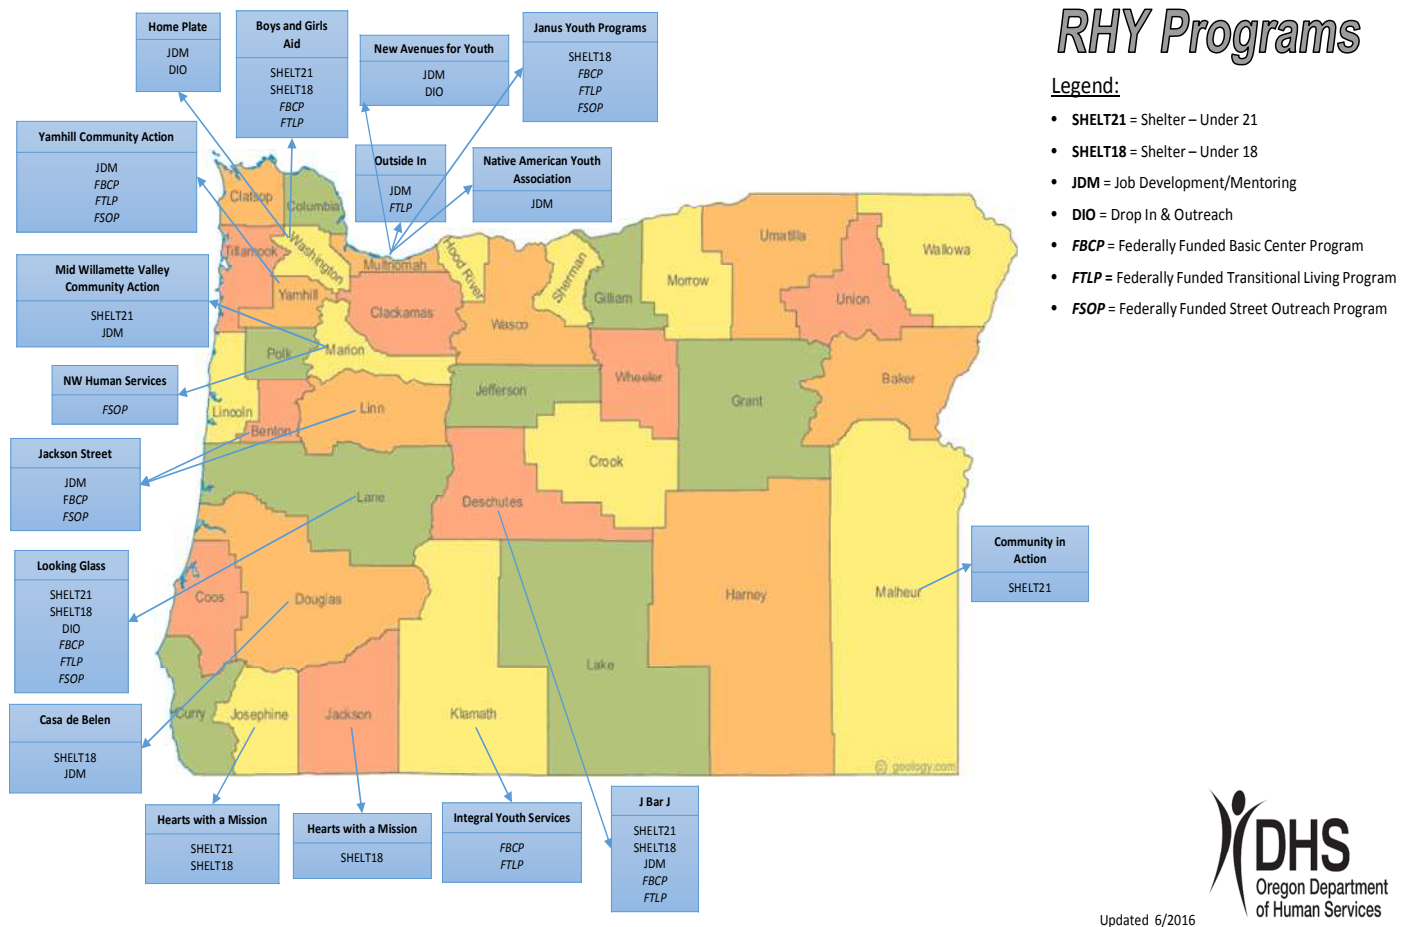 RHY Programs
Legend:
• SHELT21 = Shelter – Under 21
• SHELT18 = Shelter – Under 18
• JDM = Job Development/Mentoring
• DIO = Drop In & Outreach
• FBCP = Federally Funded Basic Center Program
• FTLP = Federally Funded Transitional Living Program
• FSOP = Federally Funded Street Outreach Program
Home Plate
JDM
DIO
Boys and Girls
Aid
SHELT21
SHELT18
FBCP
FTLP
New Avenues for Youth
JDM
DIO
Janus Youth Programs
SHELT18
FBCP
FTLP
FSOP
Yamhill Community Action
JDM
FBCP
FTLP
FSOP
Outside In
JDM
FTLP
Native American Youth
Association
JDM
Mid Willamette Valley
Community Action
SHELT21
JDM
NW Human Services
FSOP
Jackson Street
JDM
FBCP
FSOP
Looking Glass
SHELT21
SHELT18
DIO
FBCP
FTLP
FSOP
Casa de Belen
SHELT18
JDM
Hearts with a Mission
SHELT21
SHELT18
Hearts with a Mission
SHELT18
Integral Youth Services
FBCP
FTLP
J Bar J
SHELT21
SHELT18
JDM
FBCP
FTLP
Community in
Action
SHELT21
Clatsop
Columbia
Tillamook
Washington
Multnomah
Hood River
Sherman
Gilliam
Morrow
Umatilla
Wallowa
Union
Yamhill
Clackamas
Wasco
Polk
Marion
Wheeler
Baker
Jefferson
Grant
Lincoln
Linn
Benton
Crook
Lane
Deschutes
Coos
Douglas
Harney
Malheur
Lake
Curry
Josephine
Jackson
Klamath
© geology.com
DHS
Oregon Department
of Human Services
Updated 6/2016